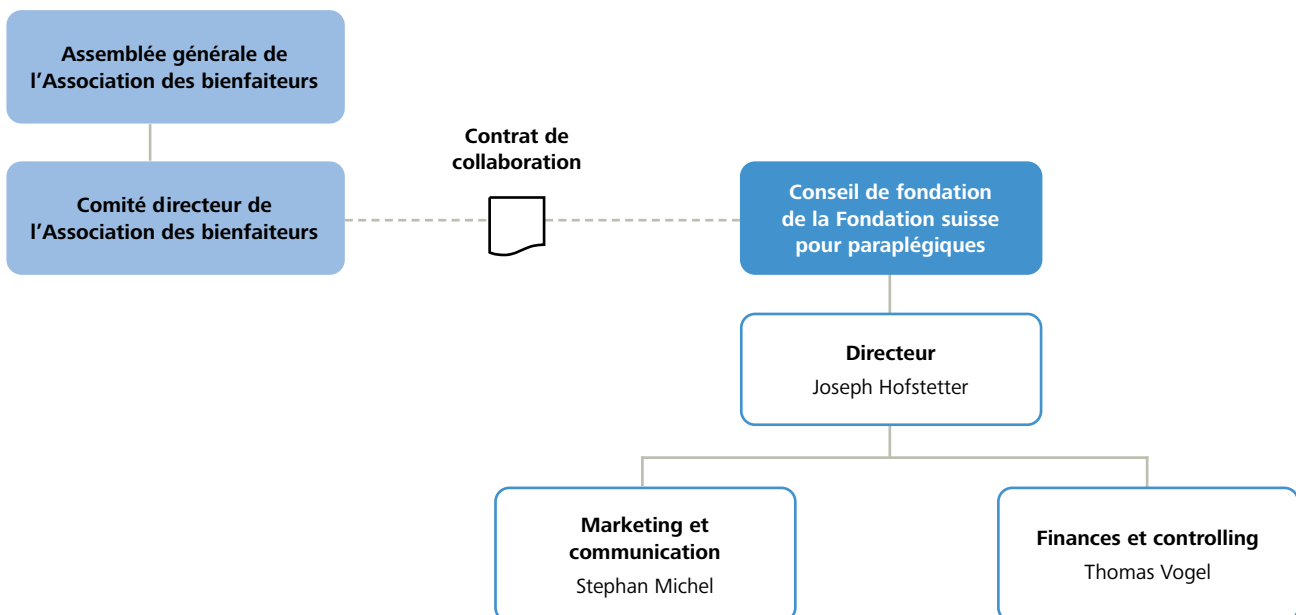 Assemblée générale de
l’Association des bienfaiteurs
Comité directeur de
l’Association des bienfaiteurs
Contrat de
collaboration
Conseil de fondation
de la Fondation suisse
pour paraplégiques
Directeur
Joseph Hofstetter
Marketing et
communication
Stephan Michel
Finances et controlling
Thomas Vogel